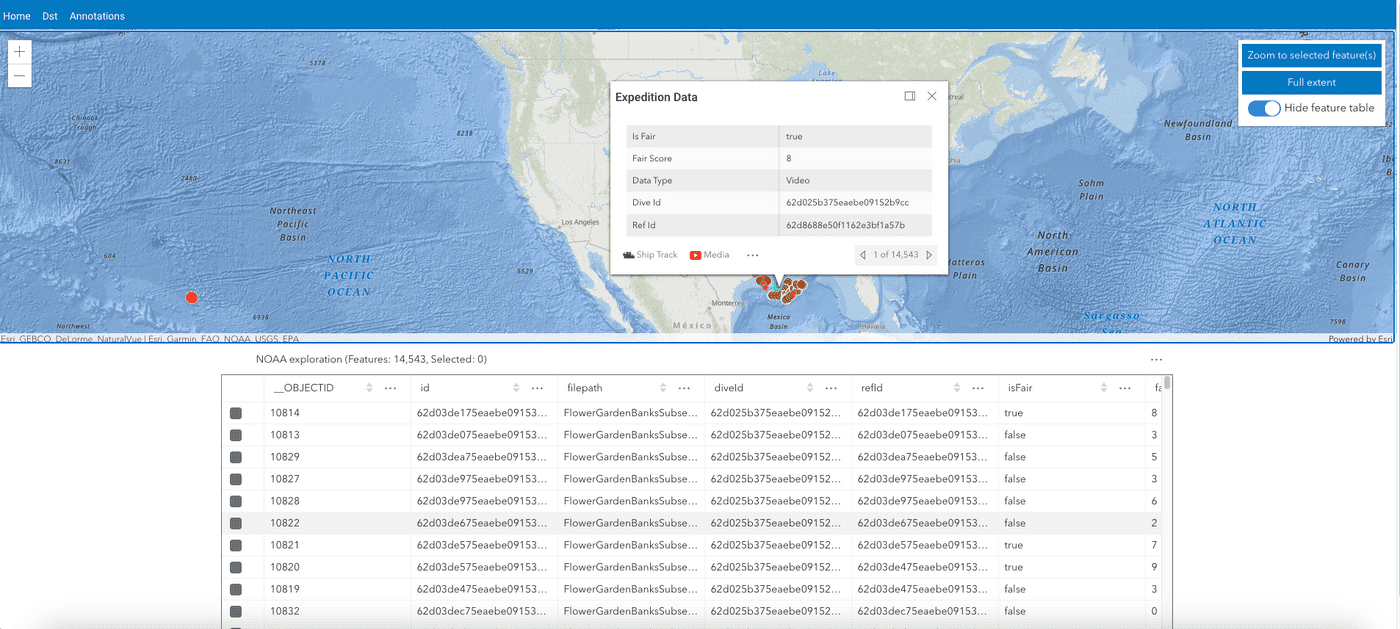 Home Dst Annotations
+
−
Zoom to selected feature(s)
Full extent
Hide feature table
5378
Chinook
Trough
8238
8631
2480
Northeast
Pacific
Basin
604
NORTH
PACIFIC
OCEAN
5529
6938
Northwest
Los Angeles
Lake
Superior
Monterrey
México
Mexico
Basin
Havana
Hatteras
Plain
North
American
Basin
Sohm
Plain
Newfoundland
Basin
NORTH
ATLANTIC
OCEAN
Canary
Basin
Sargasso
Sea
7598
Expedition Data
Is Fair true
Fair Score 8
Data Type Video
Dive Id 62d025b375eaebe09152b9cc
Ref Id 62d8688e50f1162e3bf1a57b
Ship Track Media ··· 1 of 14,543
Esri, GEBCO, DeLorme, NaturalVue | Esri, Garmin, FAO, NOAA, USGS, EPA
Powered by Esri
NOAA exploration (Features: 14,543, Selected: 0) ···
__OBJECTID ··· id ··· filepath ··· diveId ··· refId ··· isFair ··· fa
10814 62d03de175eaebe09153... FlowerGardenBanksSubse... 62d025b375eaebe09152... 62d03de175eaebe09153... true 8
10813 62d03de075eaebe09153... FlowerGardenBanksSubse... 62d025b375eaebe09152... 62d03de075eaebe09153... false 3
10829 62d03dea75eaebe09153... FlowerGardenBanksSubse... 62d025b375eaebe09152... 62d03dea75eaebe09153... false 5
10827 62d03de975eaebe09153... FlowerGardenBanksSubse... 62d025b375eaebe09152... 62d03de975eaebe09153... false 3
10828 62d03de975eaebe09153... FlowerGardenBanksSubse... 62d025b375eaebe09152... 62d03de975eaebe09153... false 6
10822 62d03de675eaebe09153... FlowerGardenBanksSubse... 62d025b375eaebe09152... 62d03de675eaebe09153... false 2
10821 62d03de575eaebe09153... FlowerGardenBanksSubse... 62d025b375eaebe09152... 62d03de575eaebe09153... true 7
10820 62d03de575eaebe09153... FlowerGardenBanksSubse... 62d025b375eaebe09152... 62d03de575eaebe09153... true 9
10819 62d03de475eaebe09153... FlowerGardenBanksSubse... 62d025b375eaebe09152... 62d03de475eaebe09153... false 3
10832 62d03dec75eaebe09153... FlowerGardenBanksSubse... 62d025b375eaebe09152... 62d03dec75eaebe09153... false 0